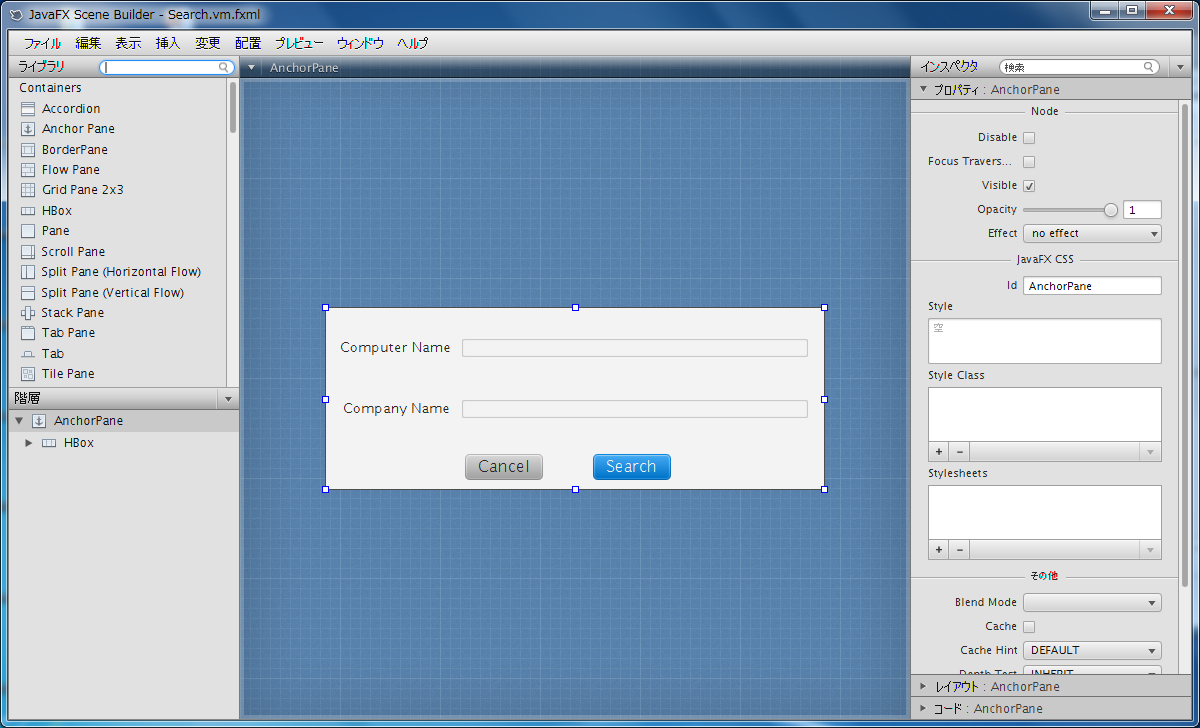 JavaFX Scene Builder - Search.vm.fxml
ファイル 編集 表示 挿入 変更 配置 プレビュー ウィンドウ ヘルプ
ライブラリ
Containers
Accordion
Anchor Pane
BorderPane
Flow Pane
Grid Pane 2x3
HBox
Pane
Scroll Pane
Split Pane (Horizontal Flow)
Split Pane (Vertical Flow)
Stack Pane
Tab Pane
Tab
Tile Pane
階層
AnchorPane
HBox
AnchorPane
Computer Name
Company Name
Cancel Search
インスペクタ 検索
プロパティ : AnchorPane
Node
Disable
Focus Travers...
Visible
Opacity 1
Effect no effect
JavaFX CSS
Id AnchorPane
Style
空
Style Class
+ -
Stylesheets
+ -
その他
Blend Mode
Cache
Cache Hint DEFAULT
Depth Test INHERIT
レイアウト : AnchorPane
コード : AnchorPane